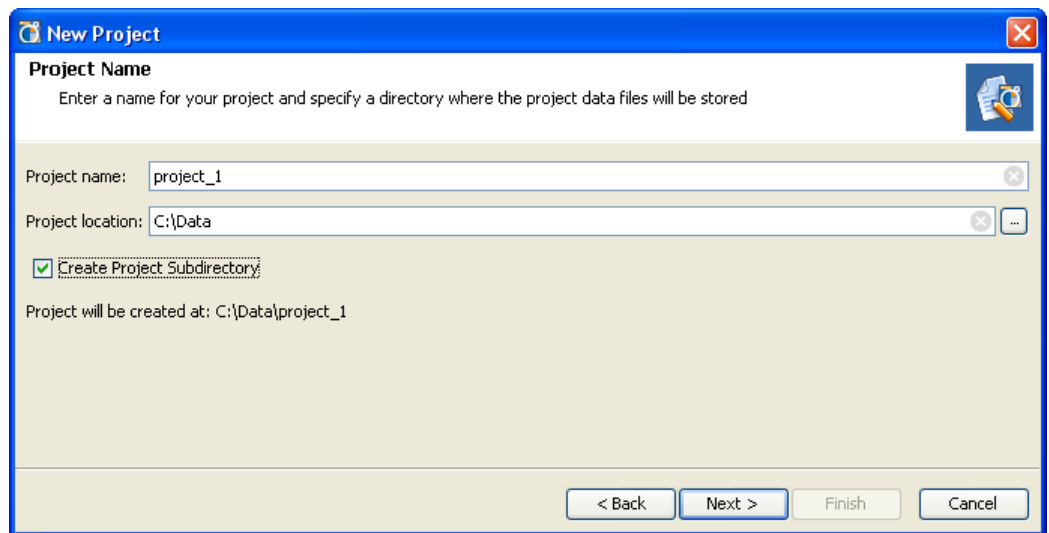 New Project
Project Name
Enter a name for your project and specify a directory where the project data files will be stored
Project name: project_1
Project location: C:\Data ...
Create Project Subdirectory
Project will be created at: C:\Data\project_1
< Back Next > Finish Cancel